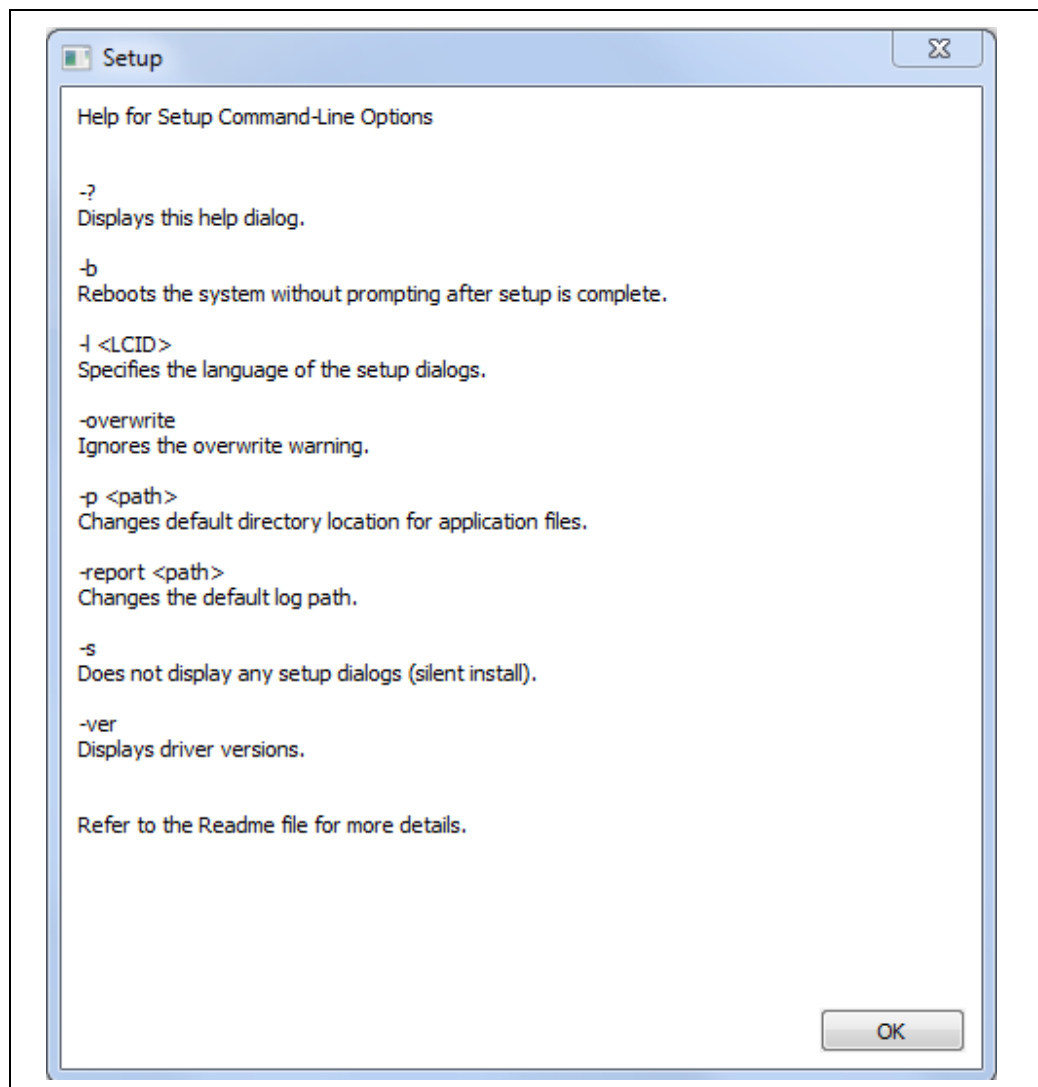 Setup
Help for Setup Command-Line Options
-?
Displays this help dialog.
-b
Reboots the system without prompting after setup is complete.
-l <LCID>
Specifies the language of the setup dialogs.
-overwrite
Ignores the overwrite warning.
-p <path>
Changes default directory location for application files.
-report <path>
Changes the default log path.
-s
Does not display any setup dialogs (silent install).
-ver
Displays driver versions.
Refer to the Readme file for more details.
OK